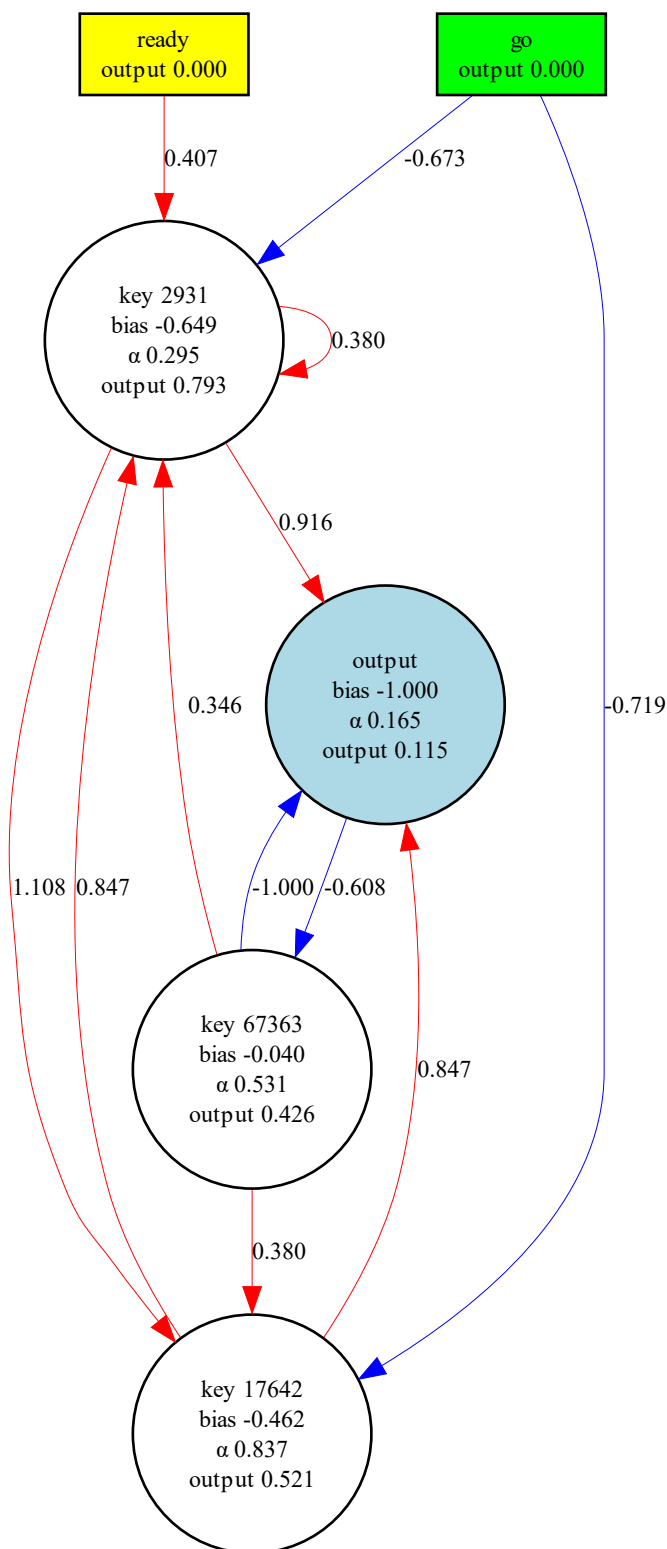 ready
output 0.000
go
output 0.000
0.407
-0.673
key 2931
bias -0.649
α 0.295
output 0.793
0.380
0.916
output
bias -1.000
α 0.165
output 0.115
0.346
-0.719
1.108
0.847
-1.000
-0.608
key 67363
bias -0.040
α 0.531
output 0.426
0.847
0.380
key 17642
bias -0.462
α 0.837
output 0.521